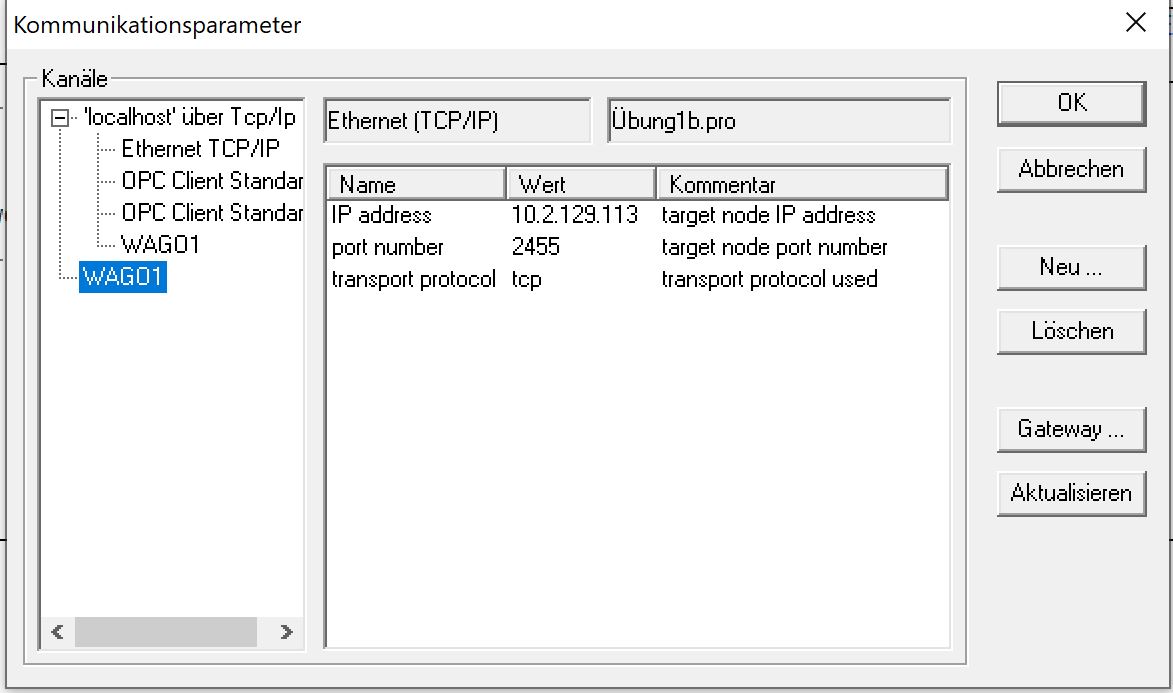 Kommunikationsparameter
Kanäle
'localhost' über Tcp/Ip
Ethernet TCP/IP
OPC Client Standar
OPC Client Standar
WAGO1
WAGO1
Ethernet (TCP/IP)
Übung1b.pro
Name Wert Kommentar
IP address 10.2.129.113 target node IP address
port number 2455 target node port number
transport protocol tcp transport protocol used
OK
Abbrechen
Neu ...
Löschen
Gateway ...
Aktualisieren